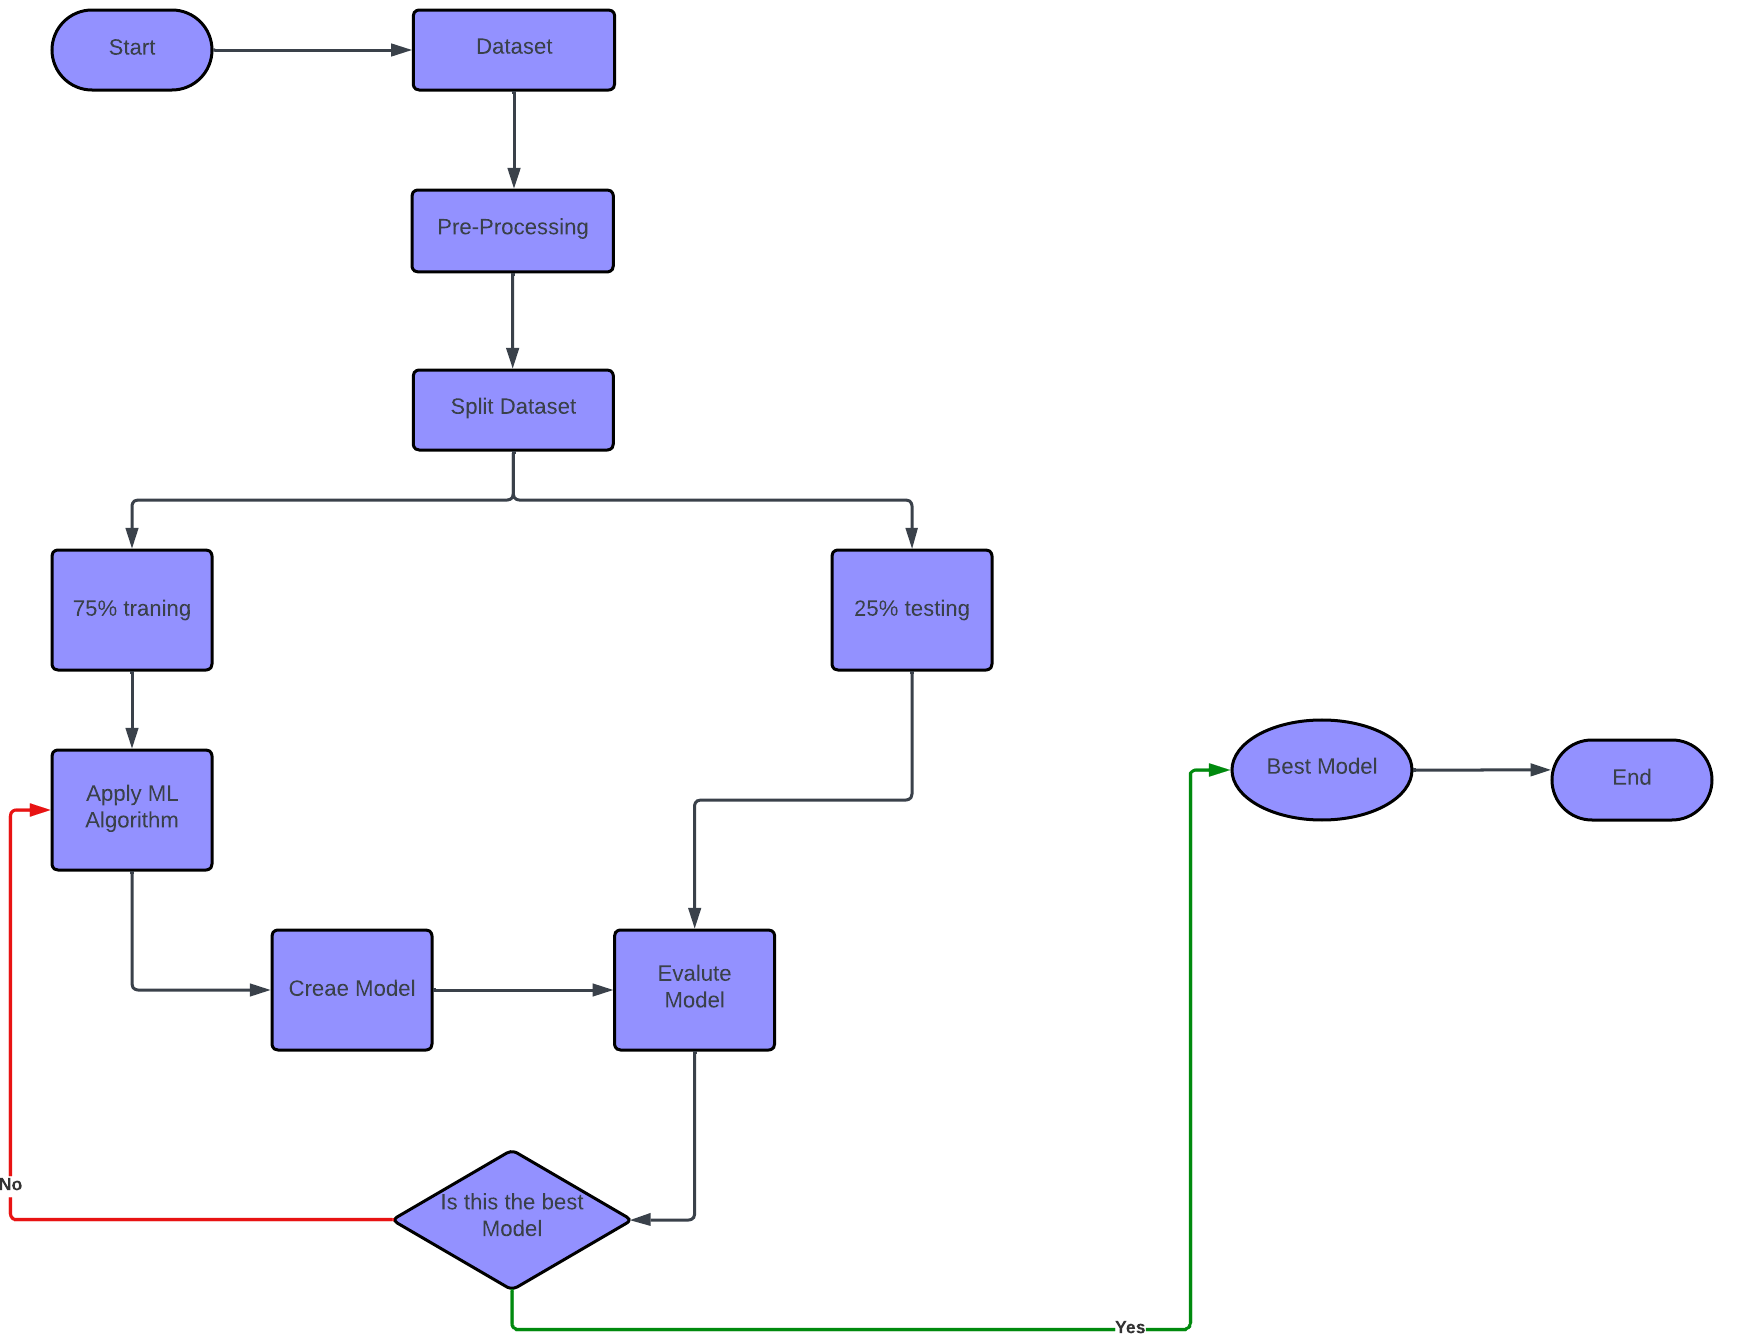 Start
Dataset
Pre-Processing
Split Dataset
75% traning
25% testing
Apply ML
Algorithm
Best Model
End
Creae Model
Evalute
Model
No
Is this the best
Model
Yes